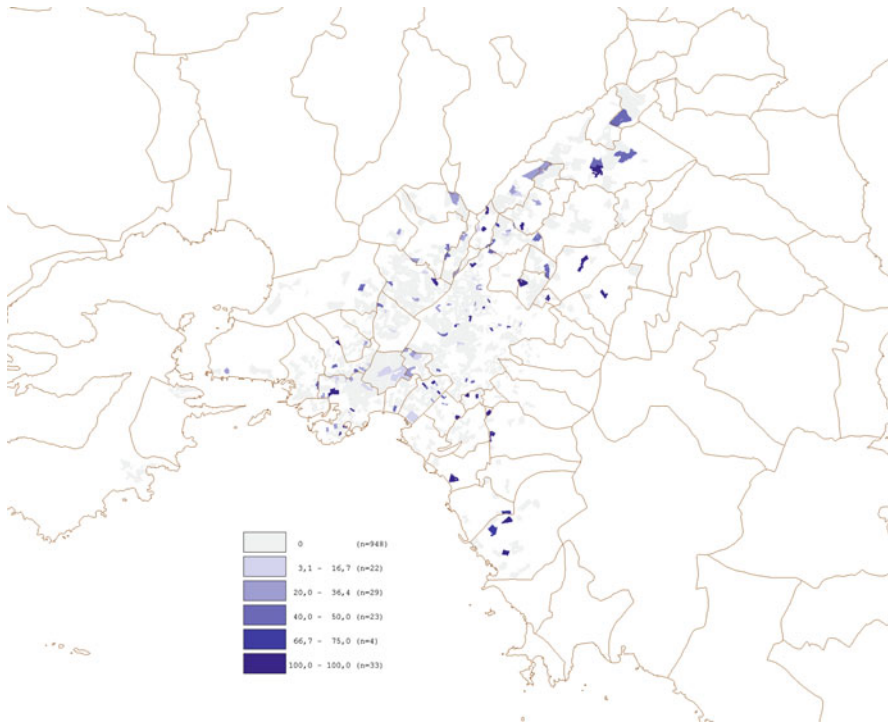 0 (n=948)
3,1 - 16,7 (n=22)
20,0 - 36,4 (n=29)
40,0 - 50,0 (n=23)
66,7 - 75,0 (n=4)
100,0 - 100,0 (n=33)